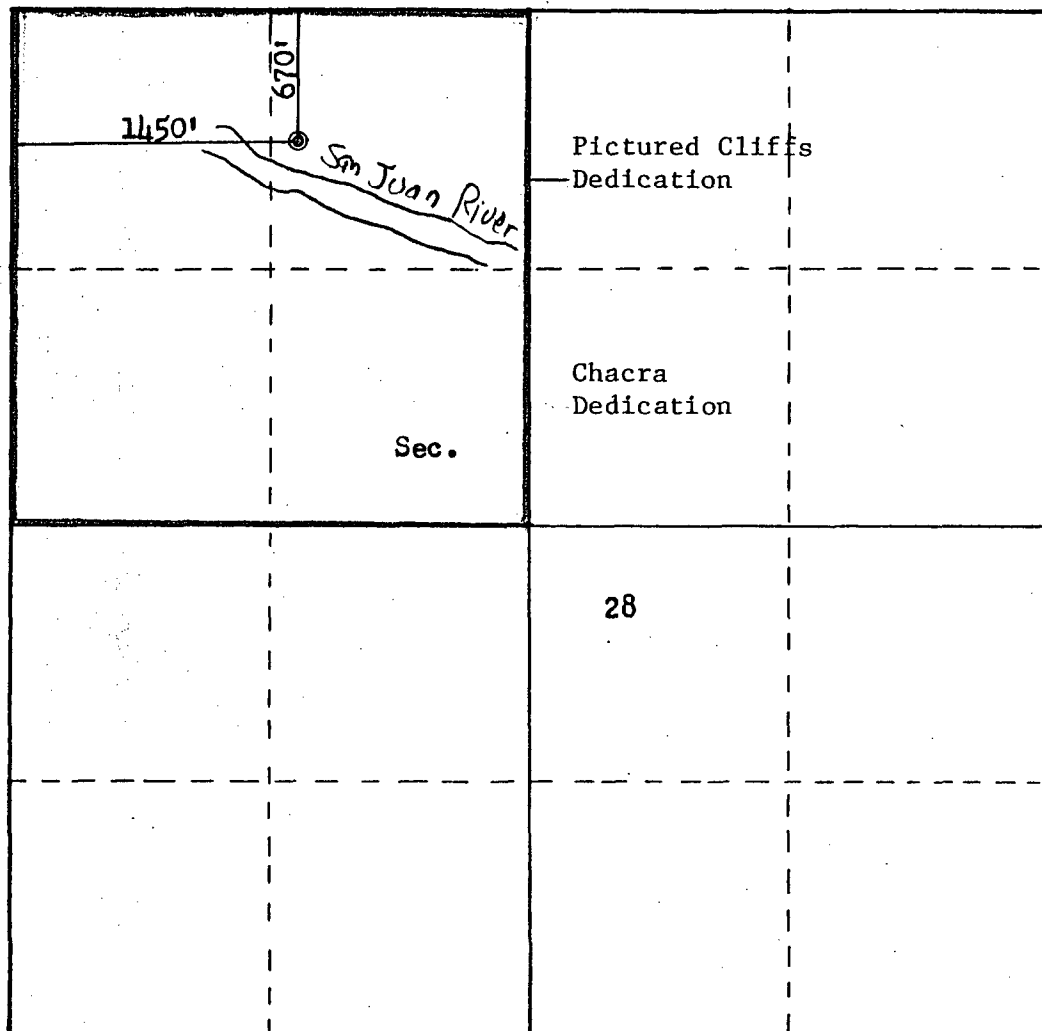 670'
1450'
San Juan River
Pictured Cliffs
Dedication
Chacra
Dedication
Sec.
28